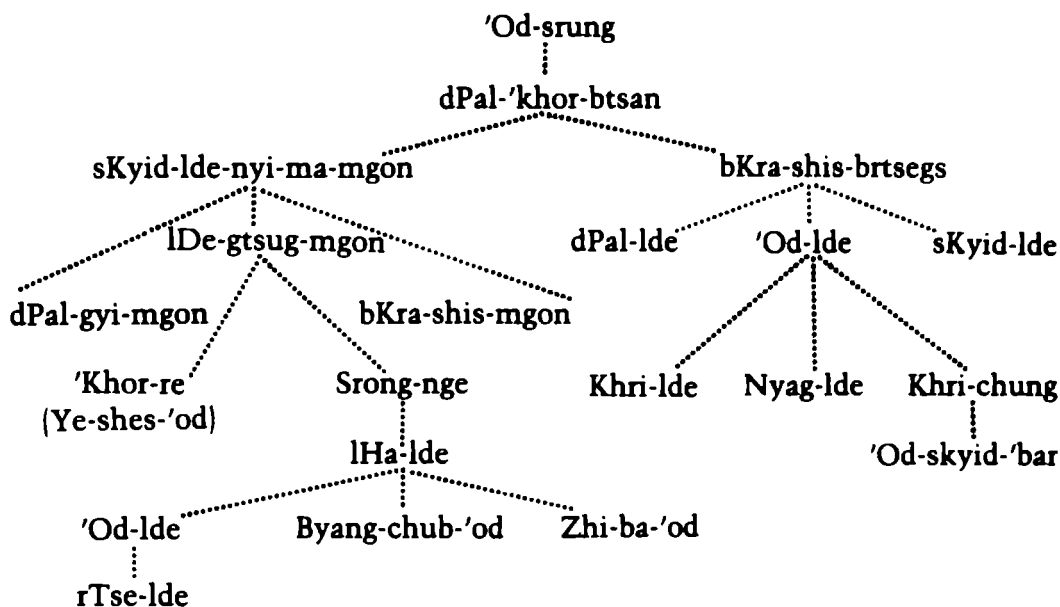 'Od-srung
dPal-'khor-btsan
sKyid-lde-nyi-ma-mgon bKra-shis-brtsegs
lDe-gtsug-mgon dPal-lde 'Od-lde sKyid-lde
dPal-gyi-mgon bKra-shis-mgon
'Khor-re Srong-nge Khri-lde Nyag-lde Khri-chung
(Ye-shes-'od)
lHa-lde 'Od-skyid-'bar
'Od-lde Byang-chub-'od Zhi-ba-'od
rTse-lde